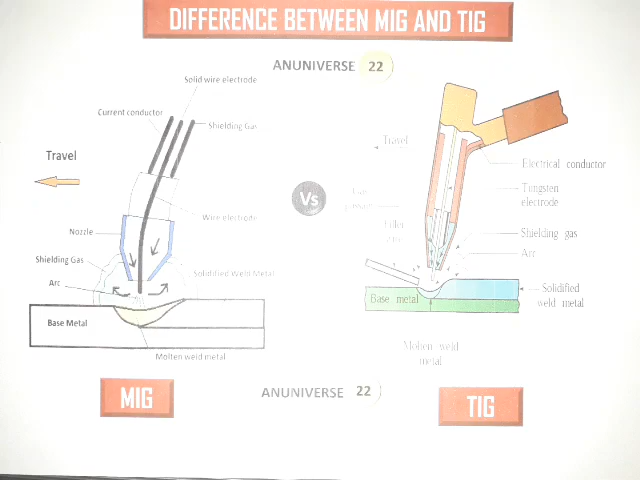 DIFFERENCE BETWEEN MIG AND TIG
ANUNIVERSE 22
Solid wire electrode
Current conductor
Shielding Gas
Travel
Wire electrode
Nozzle
Shielding Gas
Solidified Weld Metal
Arc
Base Metal
Molten weld metal
MIG
Vs
Travel
Electrical conductor
Tungsten
electrode
Filler
Shielding gas
Arc
Base metal
Solidified
weld metal
Molten weld
metal
ANUNIVERSE 22
TIG